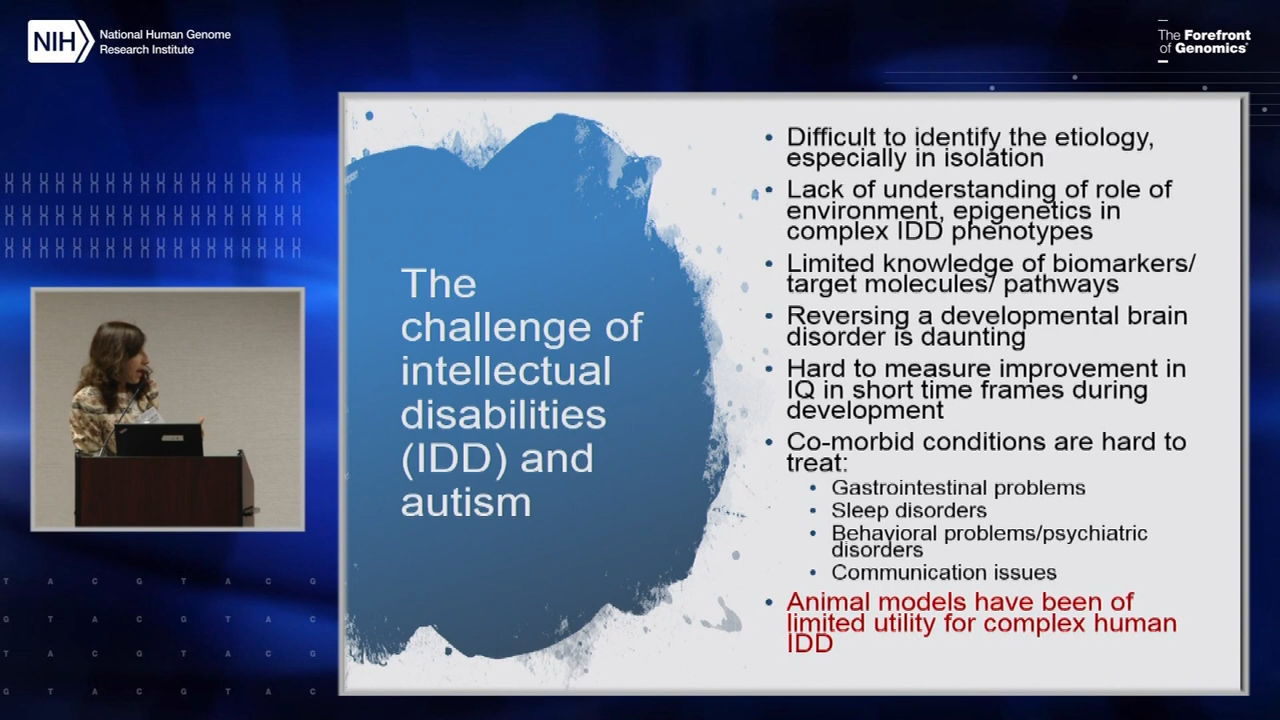 NIH
National Human Genome
Research Institute
The Forefront
of Genomics®
The
challenge of
intellectual
disabilities
(IDD) and
autism
• Difficult to identify the etiology,
especially in isolation
• Lack of understanding of role of
environment, epigenetics in
complex IDD phenotypes
• Limited knowledge of biomarkers/
target molecules/ pathways
• Reversing a developmental brain
disorder is daunting
• Hard to measure improvement in
IQ in short time frames during
development
• Co-morbid conditions are hard to
treat:
• Gastrointestinal problems
• Sleep disorders
• Behavioral problems/psychiatric
disorders
• Communication issues
• Animal models have been of
limited utility for complex human
IDD
T A C G T A C G
G T A C G T A C
T A C G T A C G
G T A C G T A C